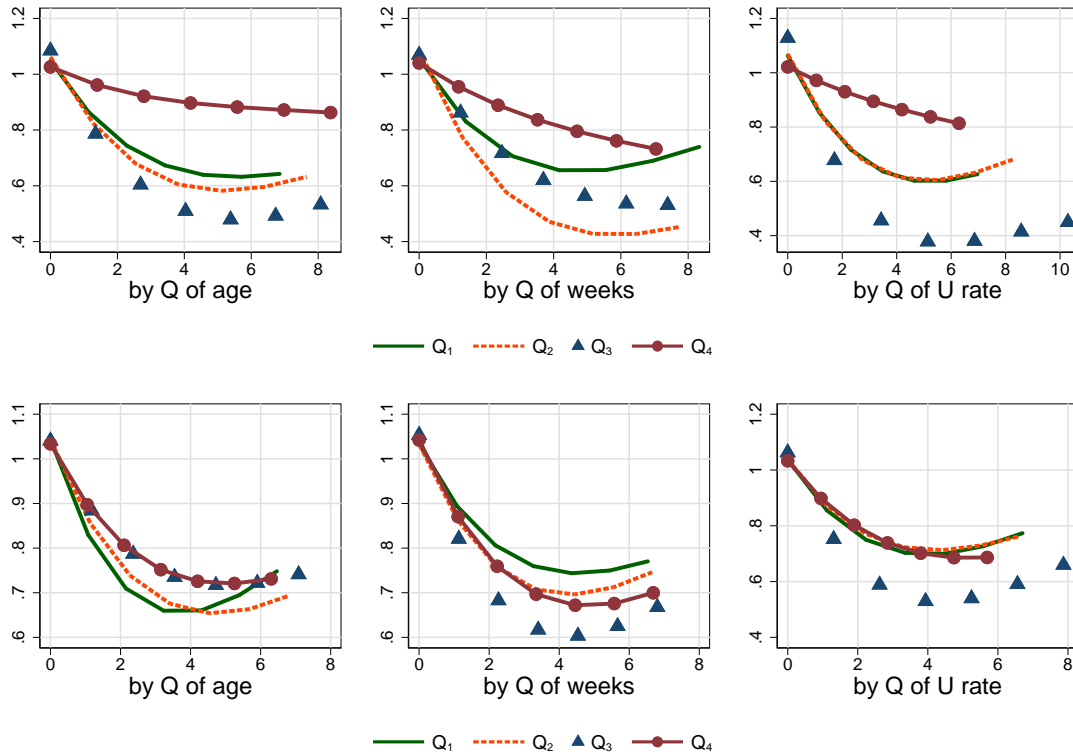 1.2
1
.8
.6
.4
0 2 4 6 8
by Q of age
1.2
1
.8
.6
.4
0 2 4 6 8
by Q of weeks
1.2
1
.8
.6
.4
0 2 4 6 8 10
by Q of U rate
Q₁ Q₂ Q₃ Q₄
1.1
1
.9
.8
.7
.6
0 2 4 6 8
by Q of age
1.1
1
.9
.8
.7
.6
0 2 4 6 8
by Q of weeks
1.2
1
.8
.6
.4
0 2 4 6 8
by Q of U rate
Q₁ Q₂ Q₃ Q₄